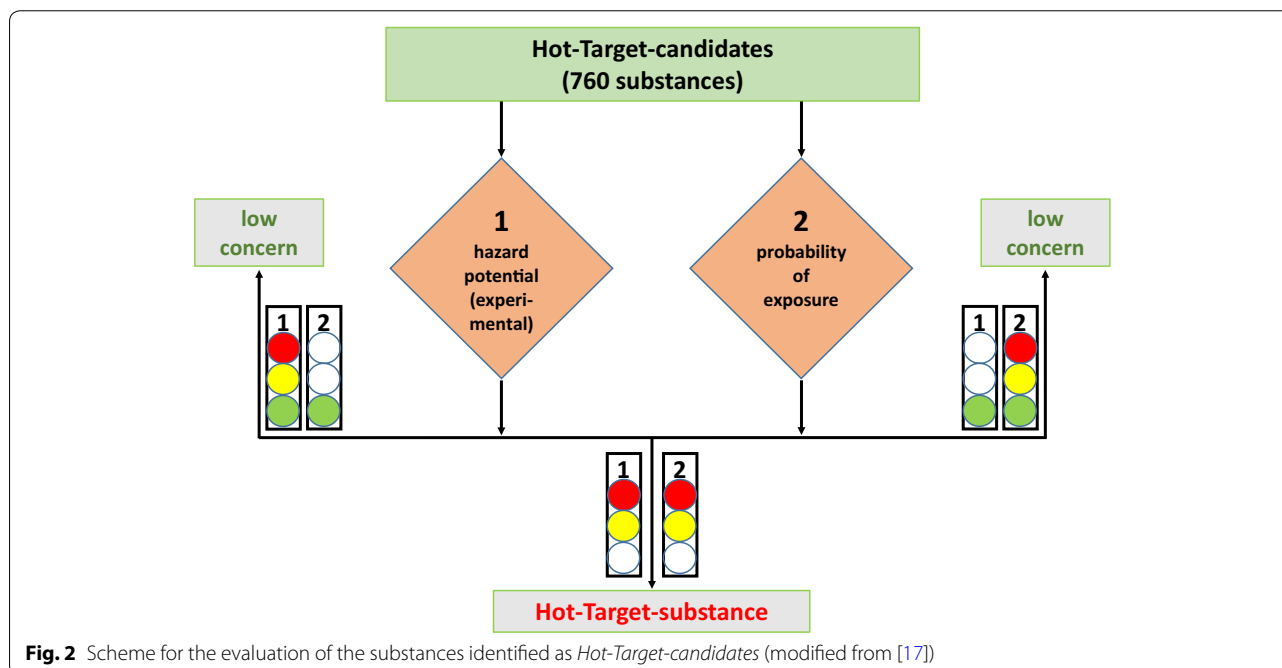 Hot-Target-candidates
(760 substances)
1
hazard
potential
(experi-
mental)
2
probability
of
exposure
low
concern
low
concern
1 2
1 2
1 2
Hot-Target-substance
Fig. 2 Scheme for the evaluation of the substances identified as Hot-Target-candidates (modified from [17])